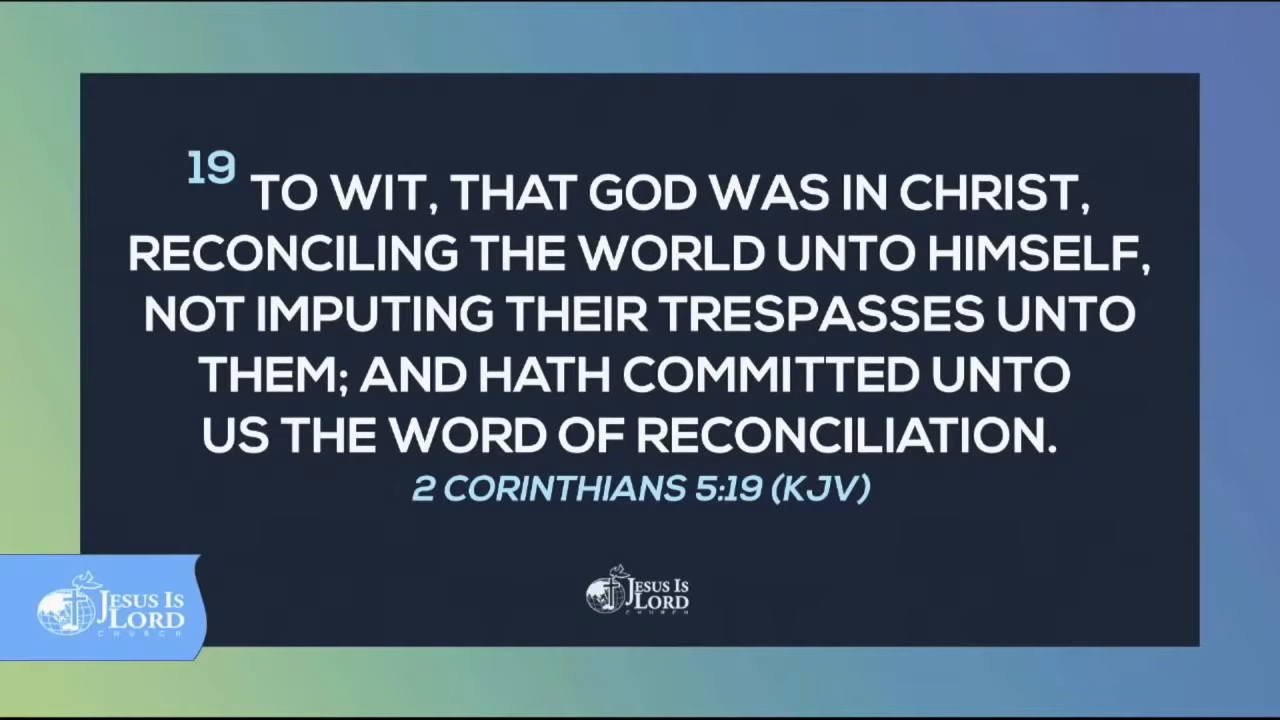 19 TO WIT, THAT GOD WAS IN CHRIST,
RECONCILING THE WORLD UNTO HIMSELF,
NOT IMPUTING THEIR TRESPASSES UNTO
THEM; AND HATH COMMITTED UNTO
US THE WORD OF RECONCILIATION.
2 CORINTHIANS 5:19 (KJV)
JESUS IS
LORD
CHURCH
JESUS IS
LORD
CHURCH